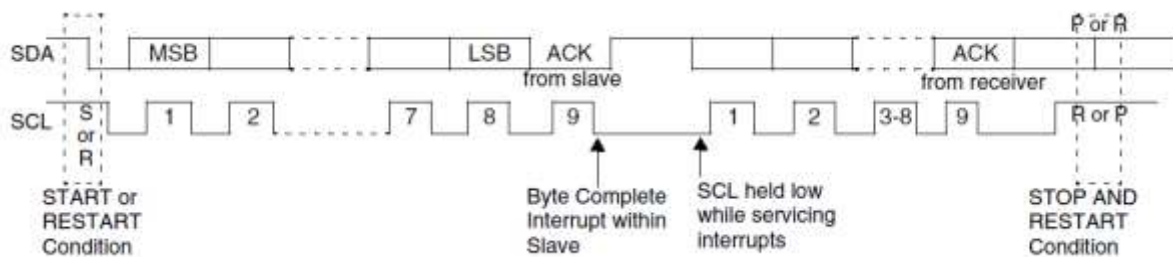 P or R
SDA MSB LSB ACK ACK
from slave from receiver
SCL S or R 1 2 7 8 9 1 2 3-8 9 R or P
START or
RESTART
Condition
Byte Complete
Interrupt within
Slave
SCL held low
while servicing
interrupts
STOP AND
RESTART
Condition